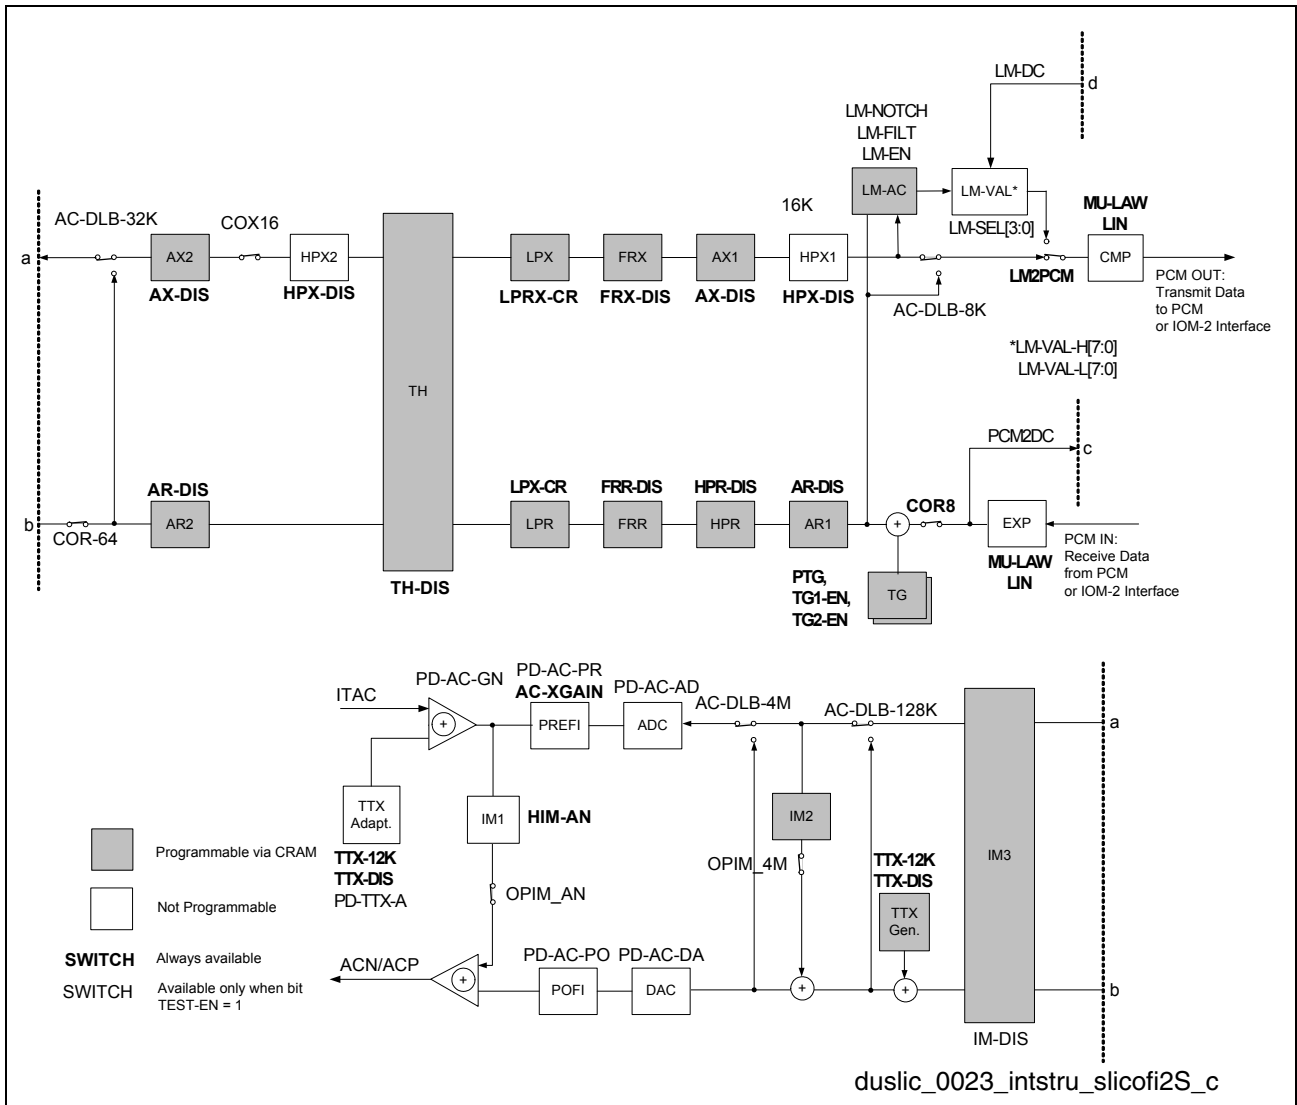 LM-DC
d
LM-NOTCH
LM-FILT
LM-EN
LM-AC
LM-VAL*
LM-SEL[3:0]
16K
MU-LAW
LIN
AC-DLB-32K
COX16
a
AX2
HPX2
LPX
FRX
AX1
HPX1
CMP
AX-DIS
HPX-DIS
LPRX-CR
FRX-DIS
AX-DIS
HPX-DIS
LM2PCM
AC-DLB-8K
PCM OUT:
Transmit Data
to PCM
or IOM-2 Interface
*LM-VAL-H[7:0]
LM-VAL-L[7:0]
TH
PCM2DC
c
AR-DIS
LPX-CR
FRR-DIS
HPR-DIS
AR-DIS
COR8
b
AR2
LPR
FRR
HPR
AR1
+
EXP
COR-64
PCM IN:
Receive Data
from PCM
or IOM-2 Interface
MU-LAW
LIN
TH-DIS
PTG,
TG1-EN,
TG2-EN
TG
PD-AC-GN
PD-AC-PR
AC-XGAIN
PD-AC-AD
AC-DLB-4M
AC-DLB-128K
ITAC
+
PREFI
ADC
a
TTX
Adapt.
IM1
HIM-AN
IM2
IM3
TTX-12K
TTX-DIS
PD-TTX-A
OPIM_AN
OPIM_4M
TTX-12K
TTX-DIS
TTX
Gen.
Programmable via CRAM
Not Programmable
SWITCH Always available
SWITCH Available only when bit
TEST-EN = 1
ACN/ACP
PD-AC-PO
PD-AC-DA
+
POFI
DAC
+
+
b
IM-DIS
duslic_0023_intstru_slicofi2S_c